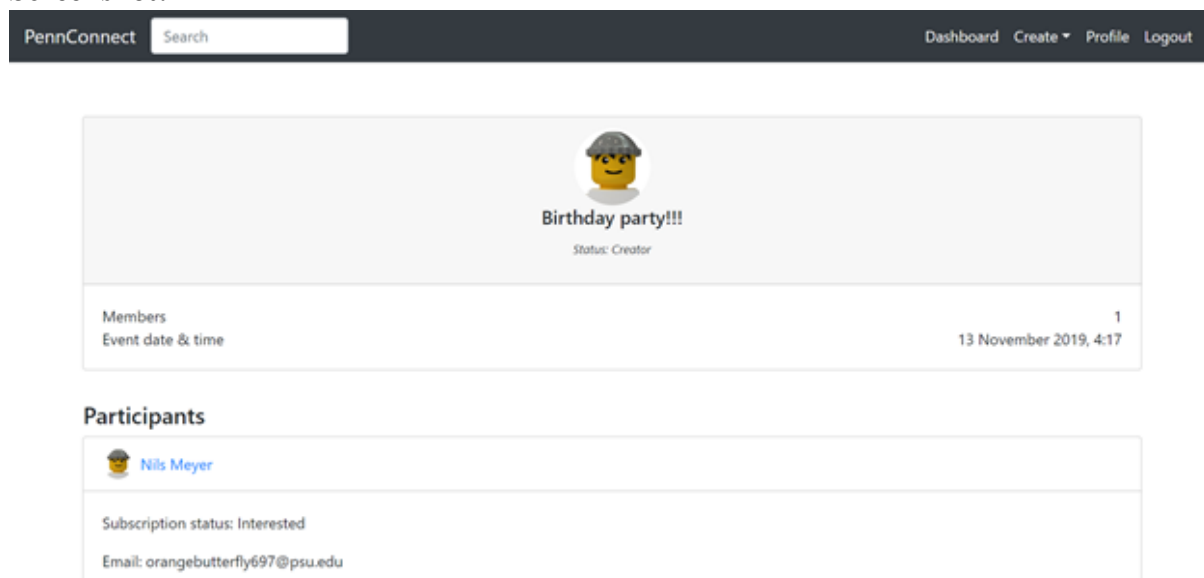 PennConnect Search Dashboard Create Profile Logout
Birthday party!!!
Status: Creator
Members 1
Event date & time 13 November 2019, 4:17
Participants
Nils Meyer
Subscription status: Interested
Email: orangebutterfly697@psu.edu